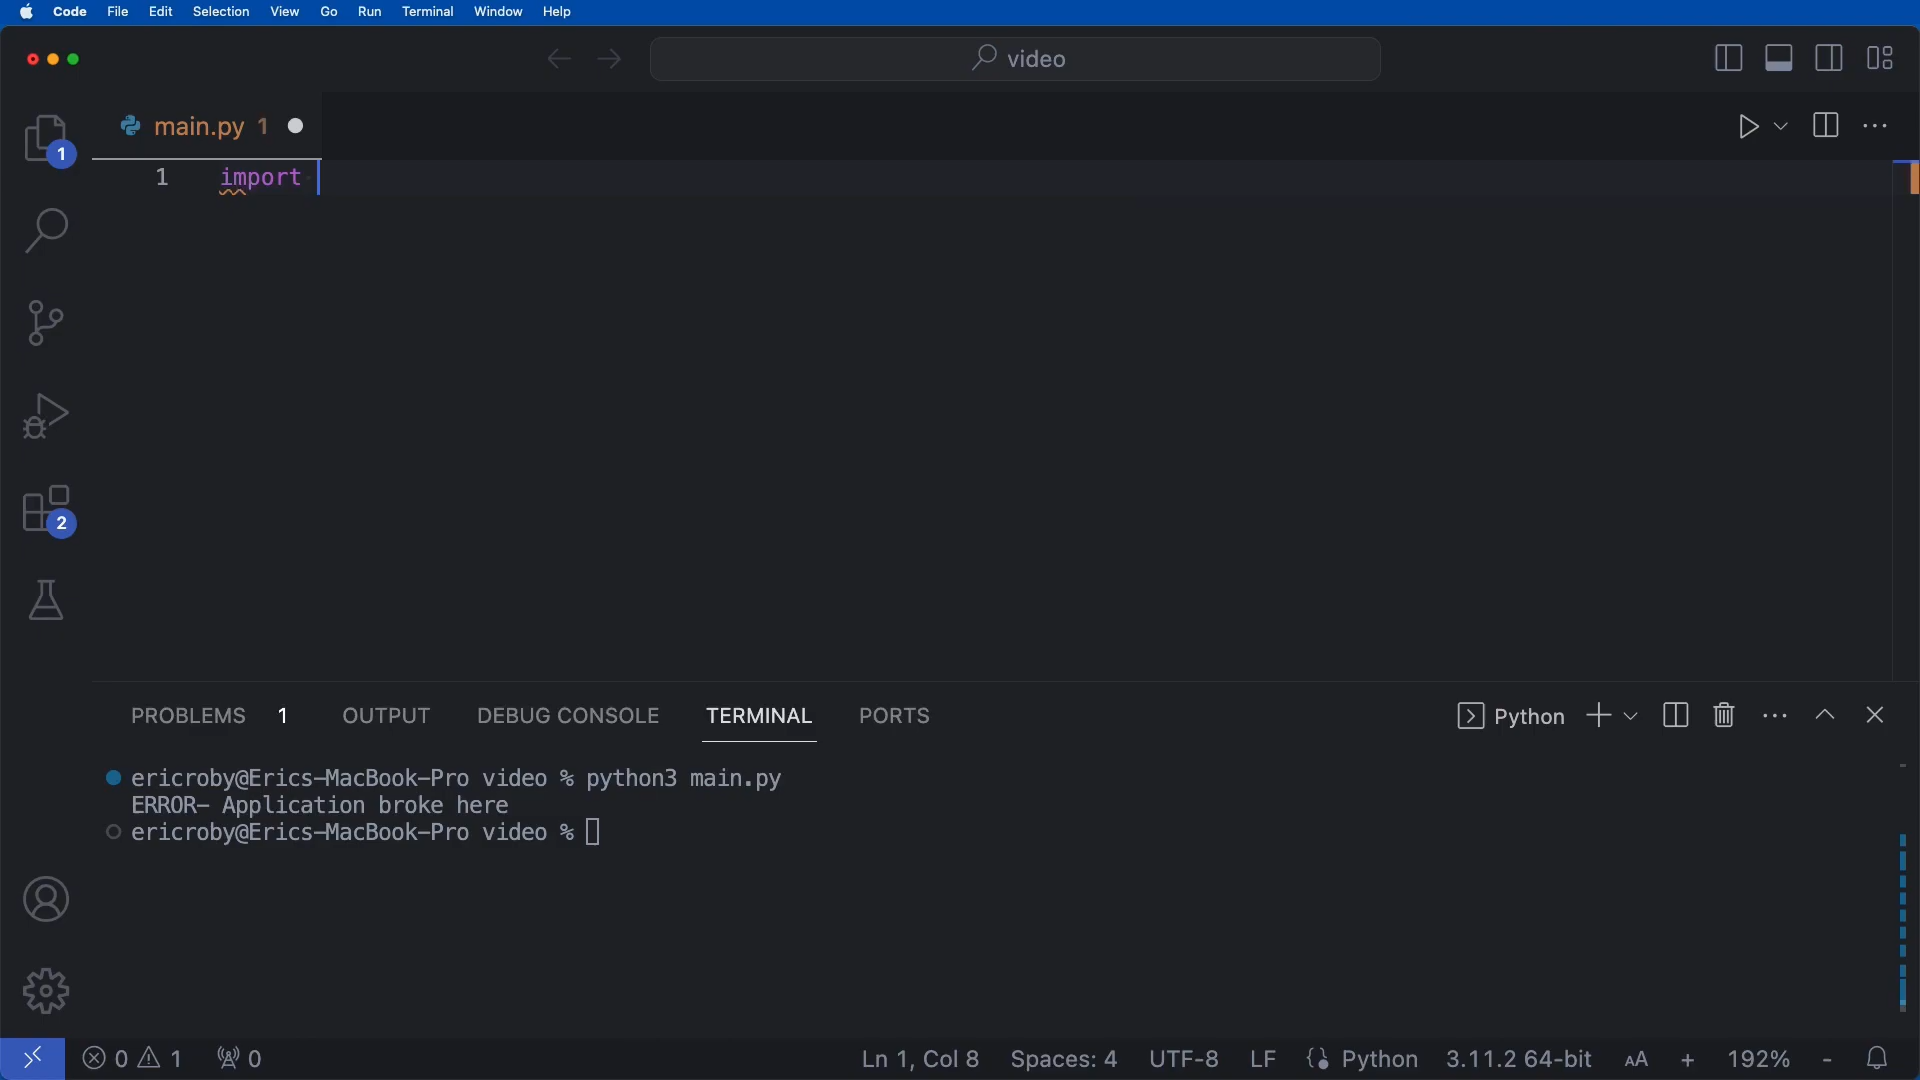 Code File Edit Selection View Go Run Terminal Window Help
video
main.py 1
1
1 import
2
PROBLEMS 1 OUTPUT DEBUG CONSOLE TERMINAL PORTS Python
ericroby@Erics-MacBook-Pro video % python3 main.py
ERROR- Application broke here
ericroby@Erics-MacBook-Pro video %
0 1 0 Ln 1, Col 8 Spaces: 4 UTF-8 LF Python 3.11.2 64-bit AA + 192% -